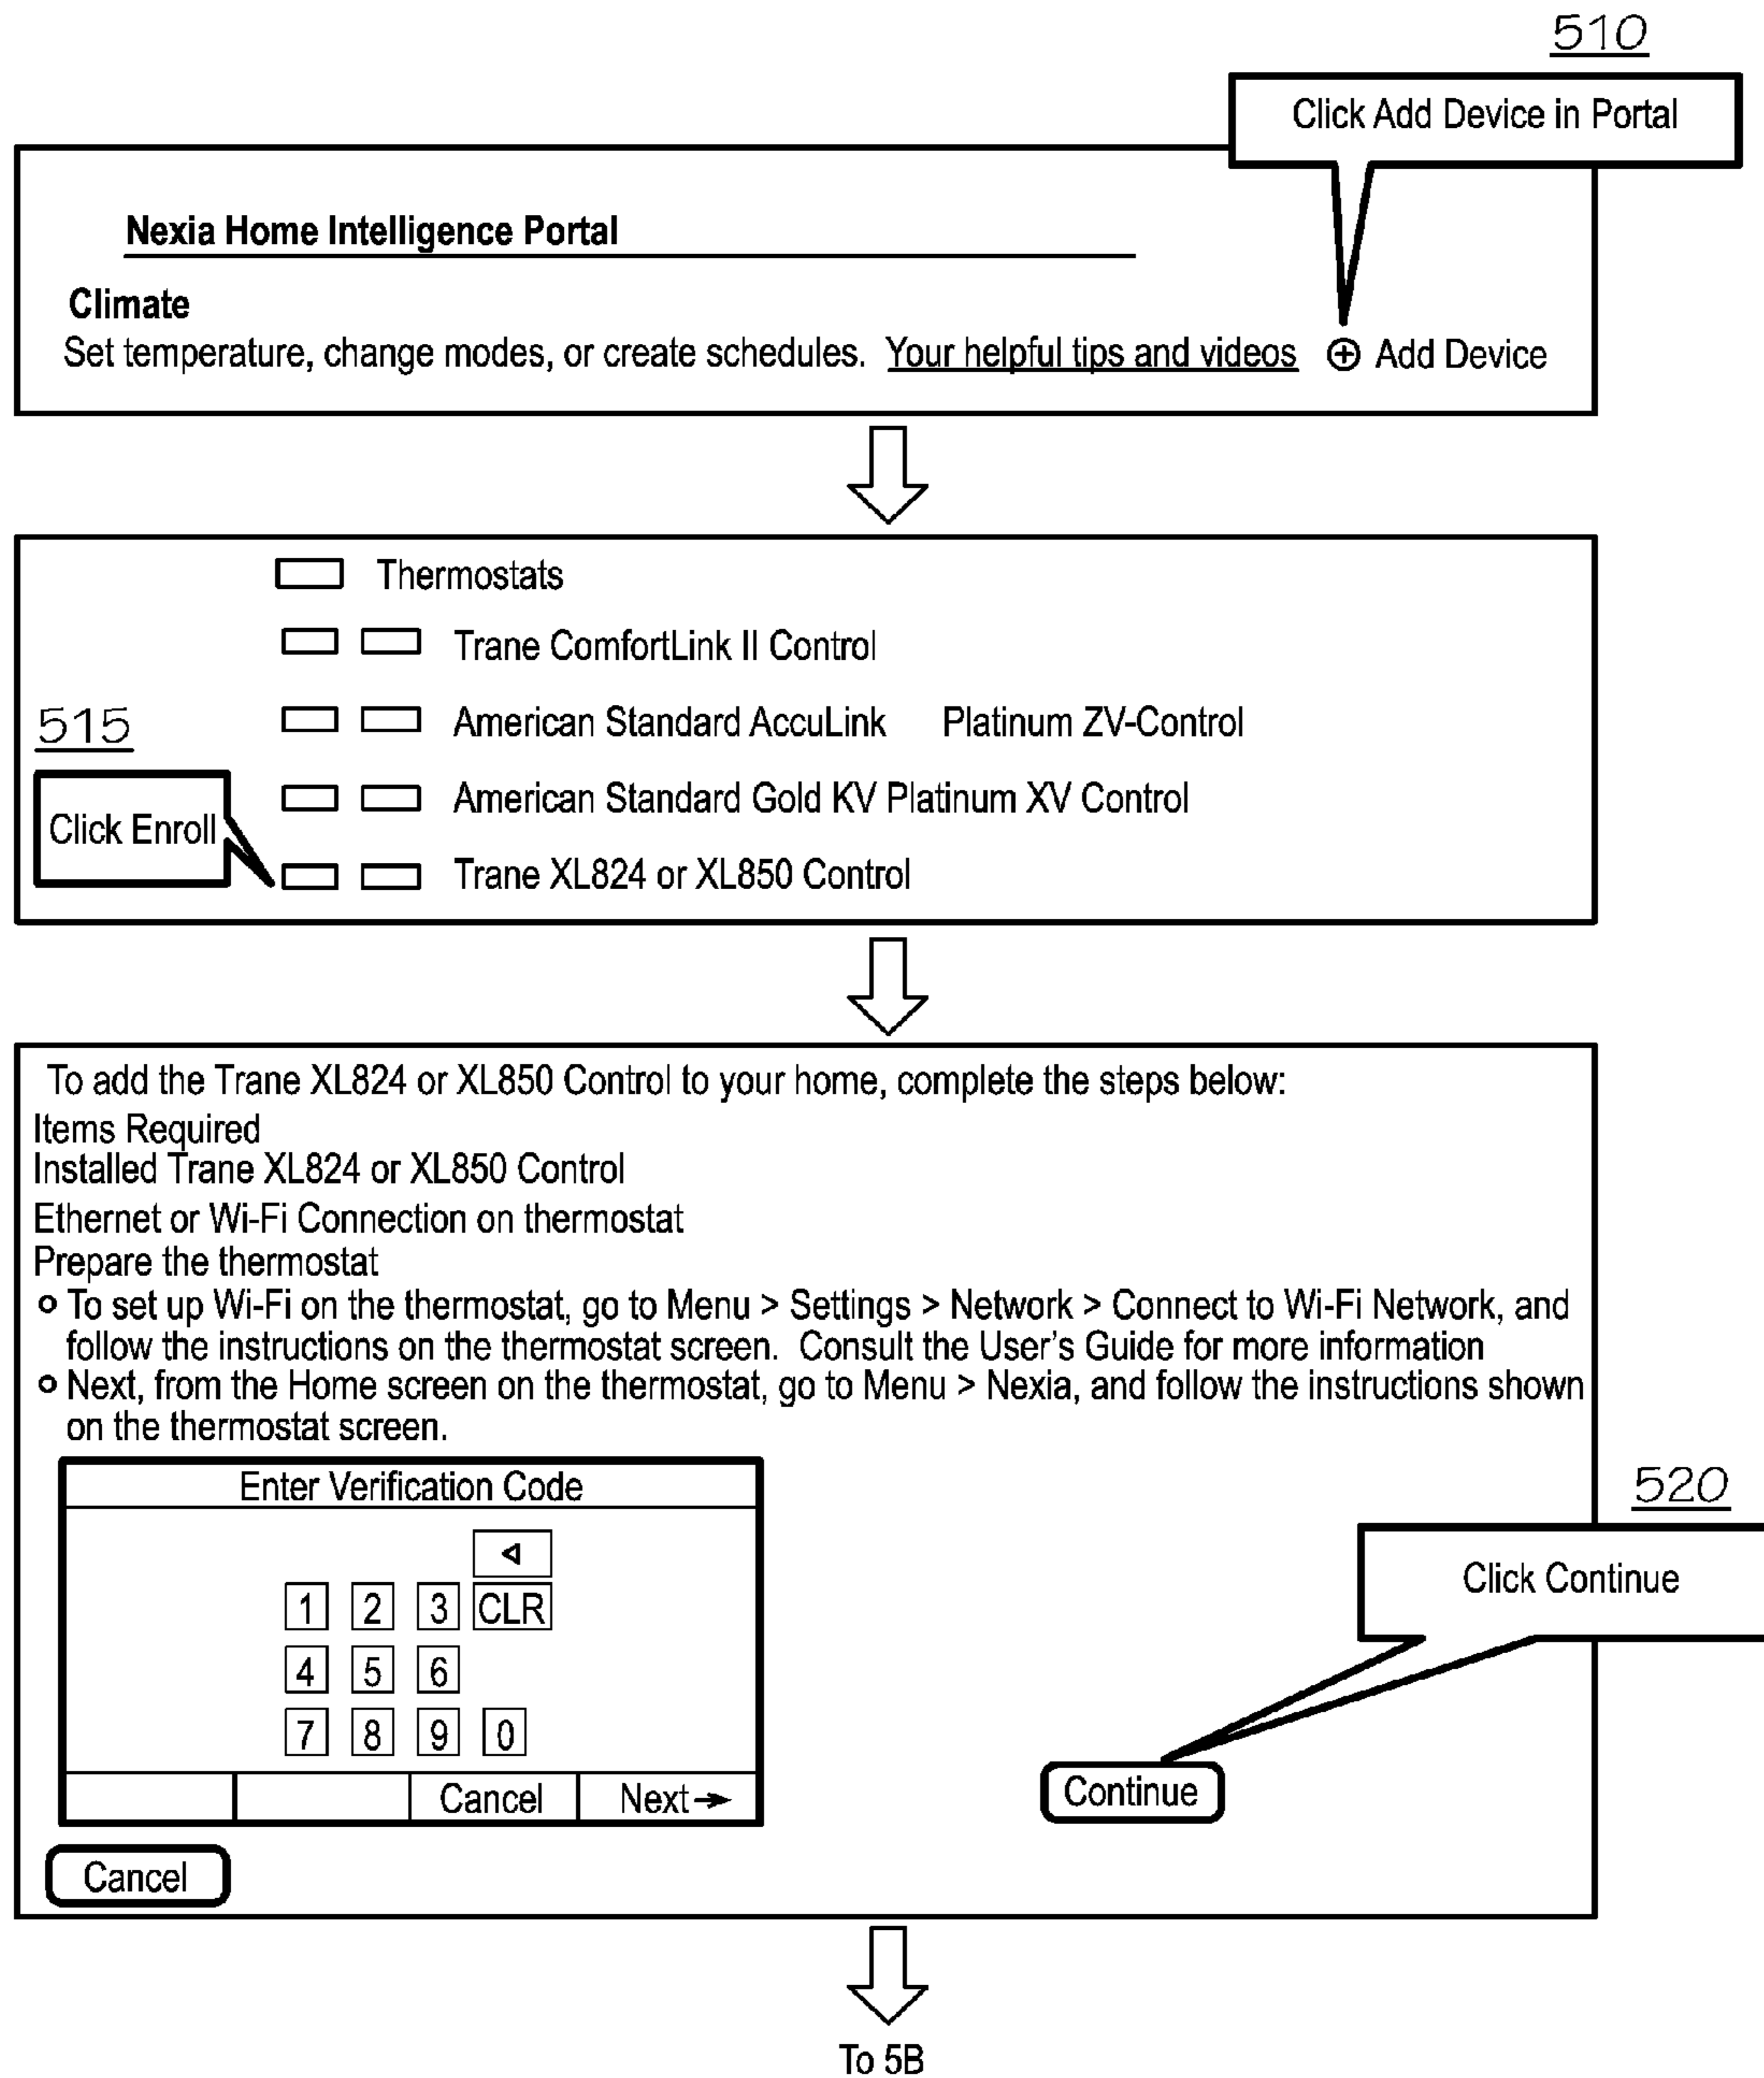 510
Click Add Device in Portal
Nexia Home Intelligence Portal
Climate
Set temperature, change modes, or create schedules. Your helpful tips and videos ⊕ Add Device
Thermostats
Trane ComfortLink II Control
American Standard AccuLink Platinum ZV-Control
American Standard Gold KV Platinum XV Control
Trane XL824 or XL850 Control
515
Click Enroll
To add the Trane XL824 or XL850 Control to your home, complete the steps below:
Items Required
Installed Trane XL824 or XL850 Control
Ethernet or Wi-Fi Connection on thermostat
Prepare the thermostat
o To set up Wi-Fi on the thermostat, go to Menu > Settings > Network > Connect to Wi-Fi Network, and
follow the instructions on the thermostat screen. Consult the User's Guide for more information
o Next, from the Home screen on the thermostat, go to Menu > Nexia, and follow the instructions shown
on the thermostat screen.
Enter Verification Code
1 2 3 CLR
4 5 6
7 8 9 0
Cancel Next→
520
Click Continue
Continue
Cancel
To 5B